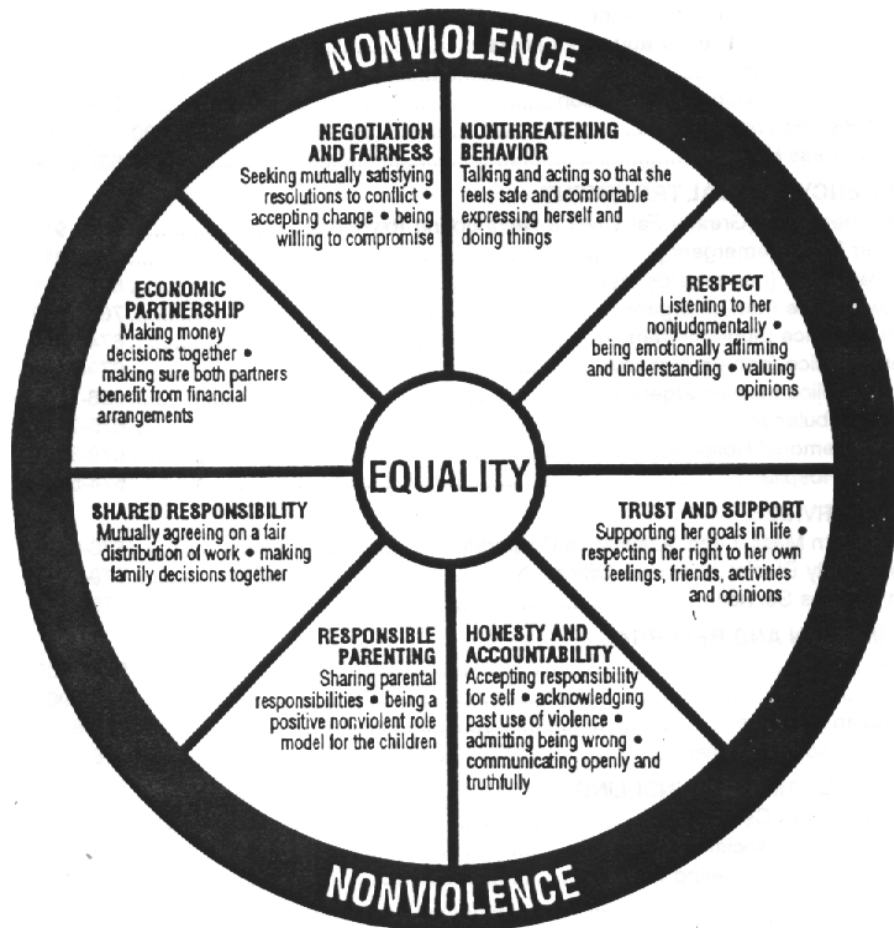 NONVIOLENCE
NEGOTIATION
AND FAIRNESS
Seeking mutually satisfying
resolutions to conflict •
accepting change • being
willing to compromise
NONTHREATENING
BEHAVIOR
Talking and acting so that she
feels safe and comfortable
expressing herself and
doing things
RESPECT
Listening to her
nonjudgmentally •
being emotionally affirming
and understanding • valuing
opinions
TRUST AND SUPPORT
Supporting her goals in life •
respecting her right to her own
feelings, friends, activities
and opinions
HONESTY AND
ACCOUNTABILITY
Accepting responsibility
for self • acknowledging
past use of violence •
admitting being wrong •
communicating openly and
truthfully
RESPONSIBLE
PARENTING
Sharing parental
responsibilities • being a
positive nonviolent role
model for the children
SHARED RESPONSIBILITY
Mutually agreeing on a fair
distribution of work • making
family decisions together
ECONOMIC
PARTNERSHIP
Making money
decisions together •
making sure both partners
benefit from financial
arrangements
EQUALITY
NONVIOLENCE